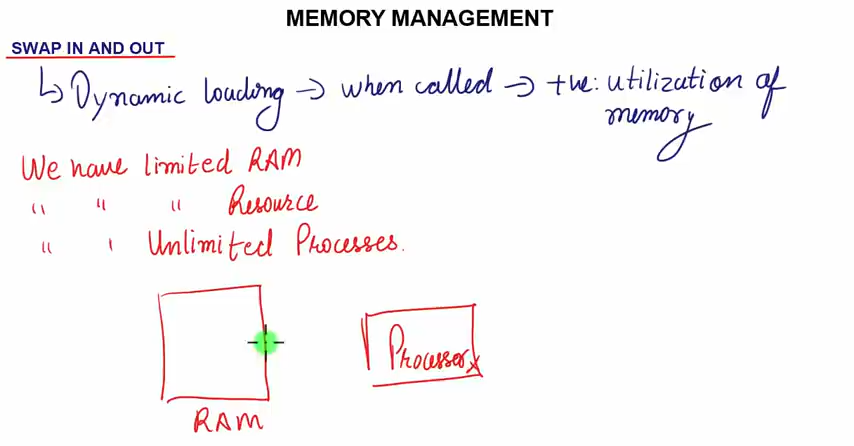 MEMORY MANAGEMENT
SWAP IN AND OUT
↳ Dynamic loading → when called → +ve: utilization of
memory
We have limited RAM
" " " Resource
" " Unlimited Processes.
Processer
RAM